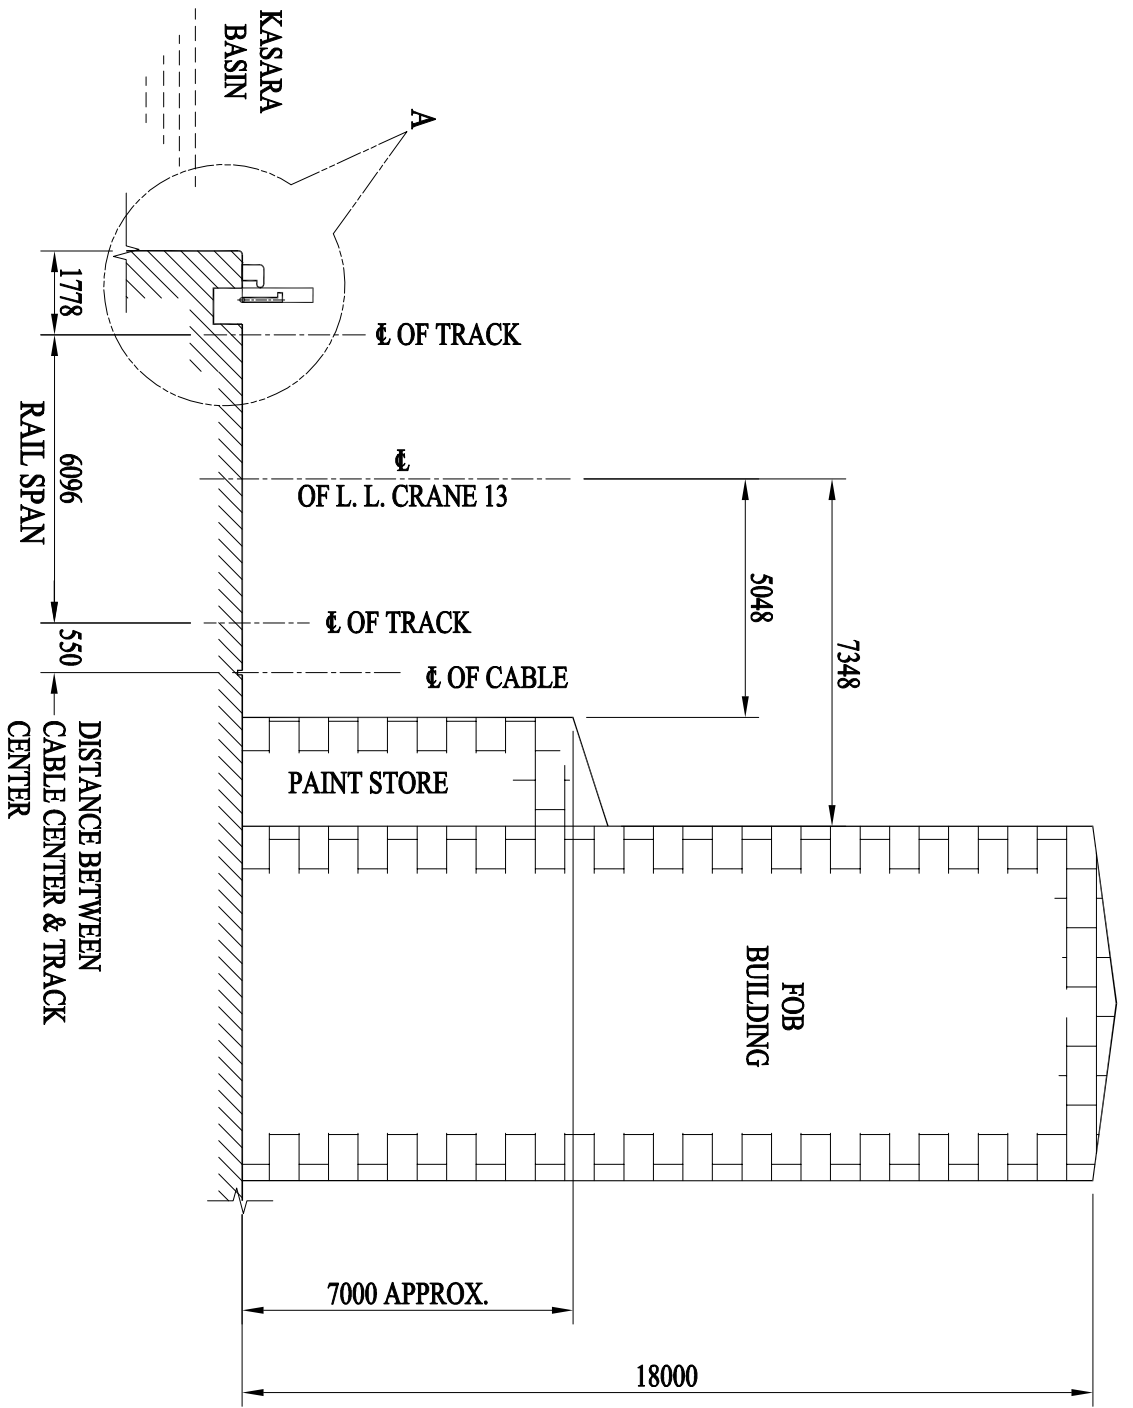 KASARA
BASIN
A
℄ OF TRACK
℄
OF L. L. CRANE 13
℄ OF TRACK
℄ OF CABLE
5048
7348
1778
6096
RAIL SPAN
550
DISTANCE BETWEEN
CABLE CENTER & TRACK
CENTER
PAINT STORE
FOB
BUILDING
7000 APPROX.
18000